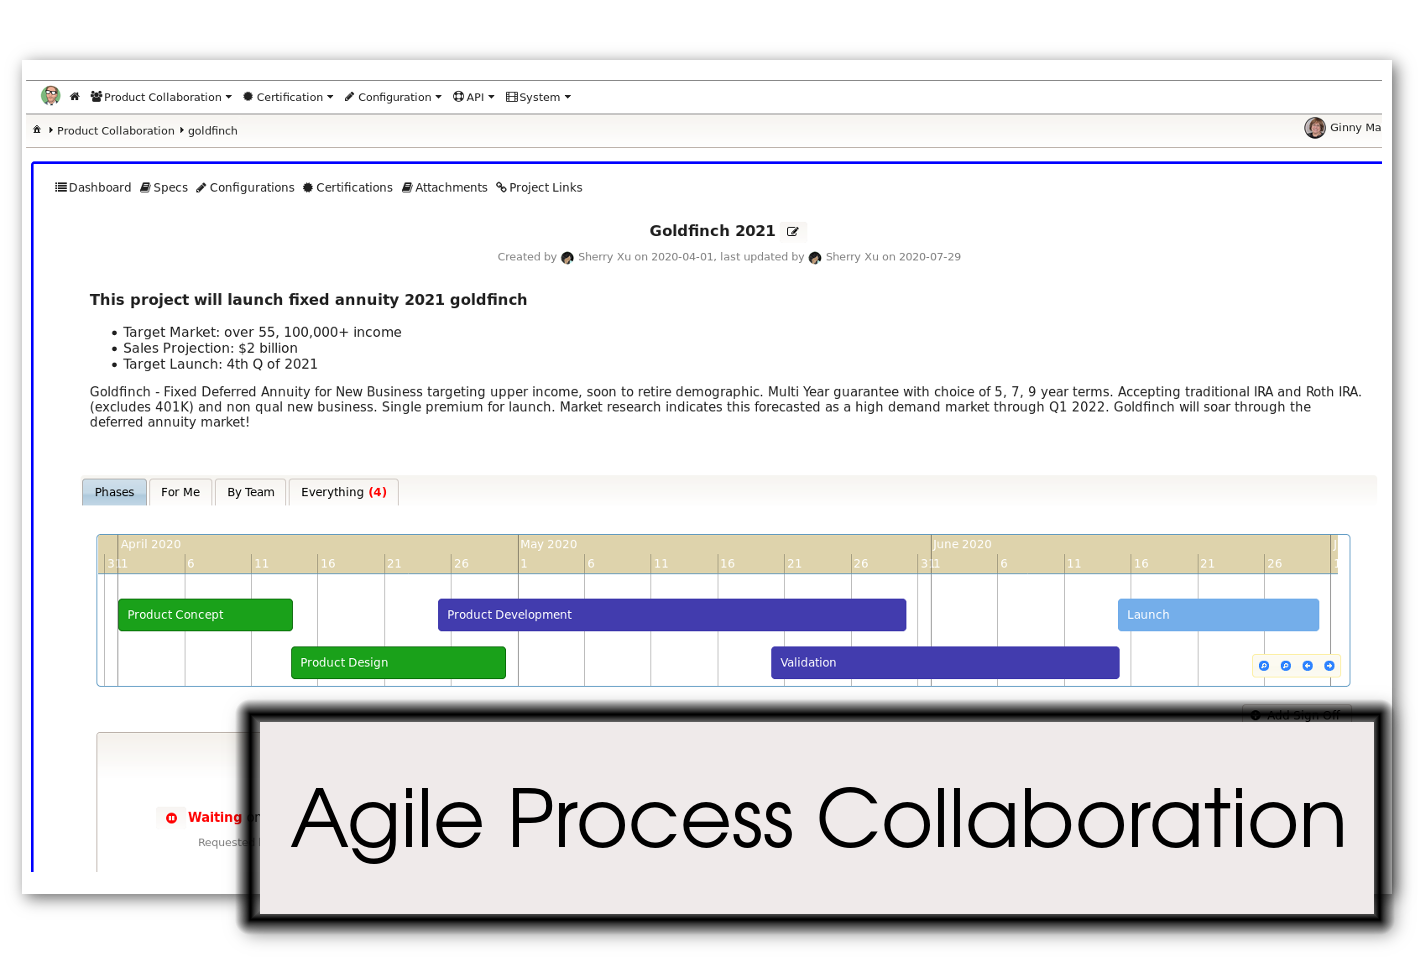 Product Collaboration Certification Configuration API System
Product Collaboration goldfinch
Ginny Ma
Dashboard Specs Configurations Certifications Attachments Project Links
Goldfinch 2021
Created by Sherry Xu on 2020-04-01, last updated by Sherry Xu on 2020-07-29
This project will launch fixed annuity 2021 goldfinch
• Target Market: over 55, 100,000+ income
• Sales Projection: $2 billion
• Target Launch: 4th Q of 2021
Goldfinch - Fixed Deferred Annuity for New Business targeting upper income, soon to retire demographic. Multi Year guarantee with choice of 5, 7, 9 year terms. Accepting traditional IRA and Roth IRA.
(excludes 401K) and non qual new business. Single premium for launch. Market research indicates this forecasted as a high demand market through Q1 2022. Goldfinch will soar through the
deferred annuity market!
Phases For Me By Team Everything (4)
April 2020 May 2020 June 2020 J
31 1 6 11 16 21 26 1 6 11 16 21 26 31 1 6 11 16 21 26 1
Product Concept Product Development Launch
Product Design Validation
Add Sign Off
Waiting on
Requested
Agile Process Collaboration